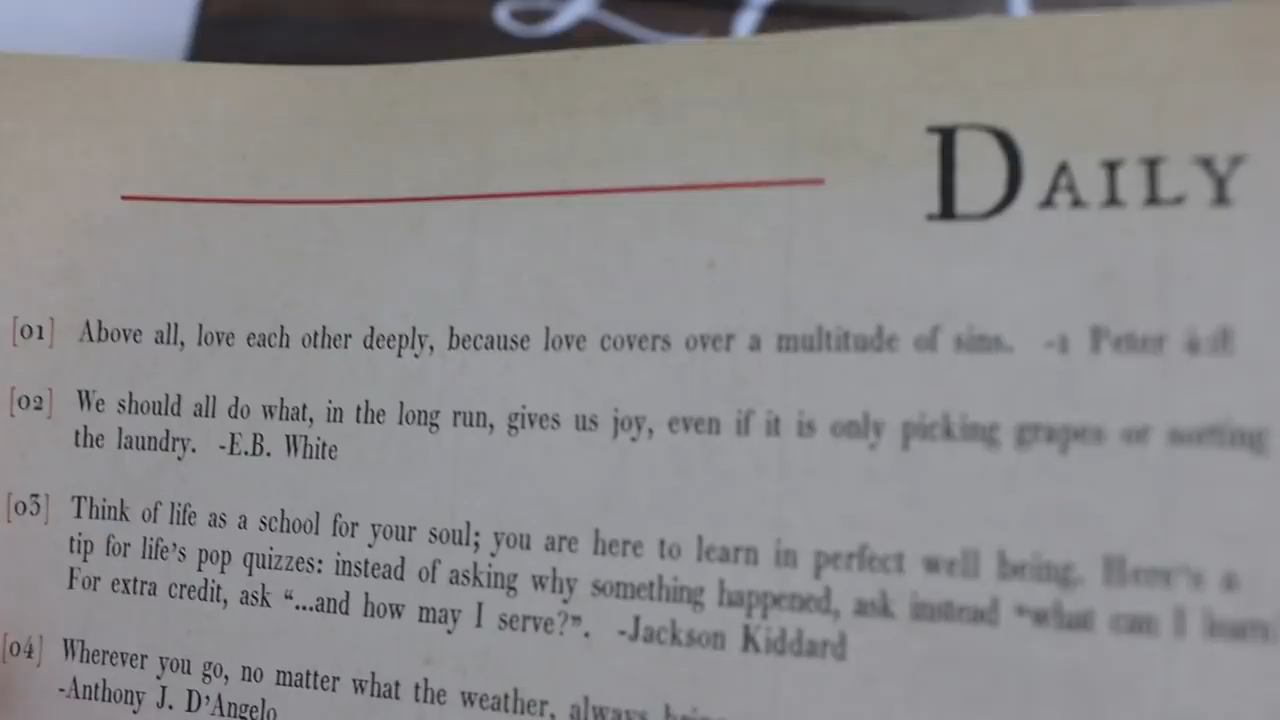 DAILY
[01] Above all, love each other deeply, because love covers over a multitude of sins. -1 Peter 4:8
[02] We should all do what, in the long run, gives us joy, even if it is only picking grapes or sorting
the laundry. -E.B. White
[03] Think of life as a school for your soul; you are here to learn in perfect well being. Here's a
tip for life's pop quizzes: instead of asking why something happened, ask instead "what can I learn
For extra credit, ask "...and how may I serve?". -Jackson Kiddard
[04] Wherever you go, no matter what the weather, always
-Anthony J. D'Angelo